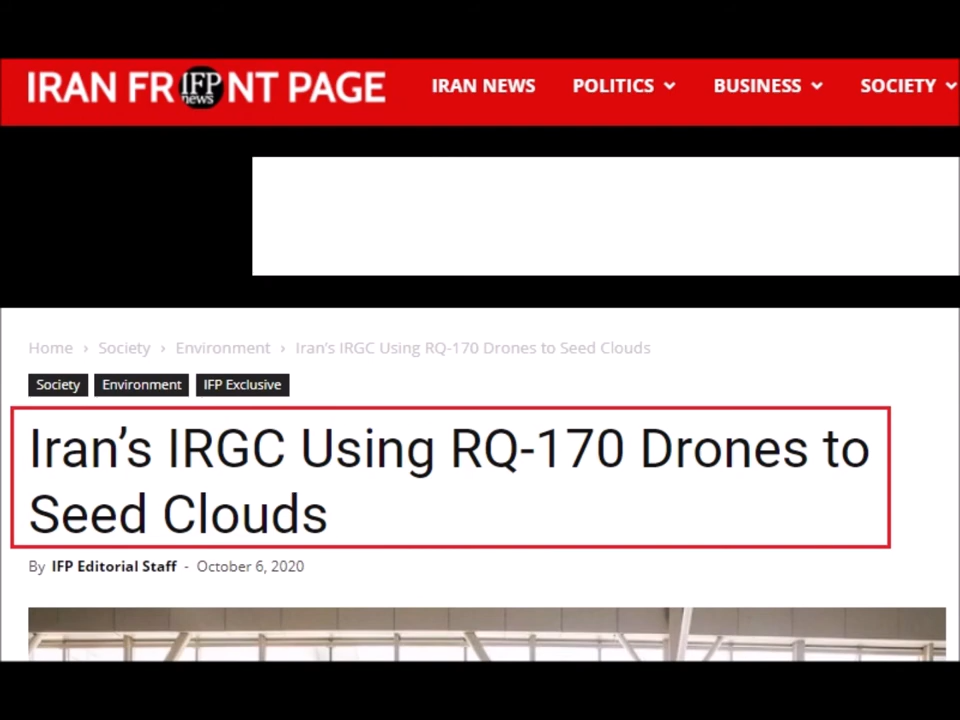 IRAN FRONT PAGE
IFP
news
IRAN NEWS
POLITICS
BUSINESS
SOCIETY
Home › Society › Environment › Iran's IRGC Using RQ-170 Drones to Seed Clouds
Society
Environment
IFP Exclusive
Iran's IRGC Using RQ-170 Drones to
Seed Clouds
By IFP Editorial Staff - October 6, 2020